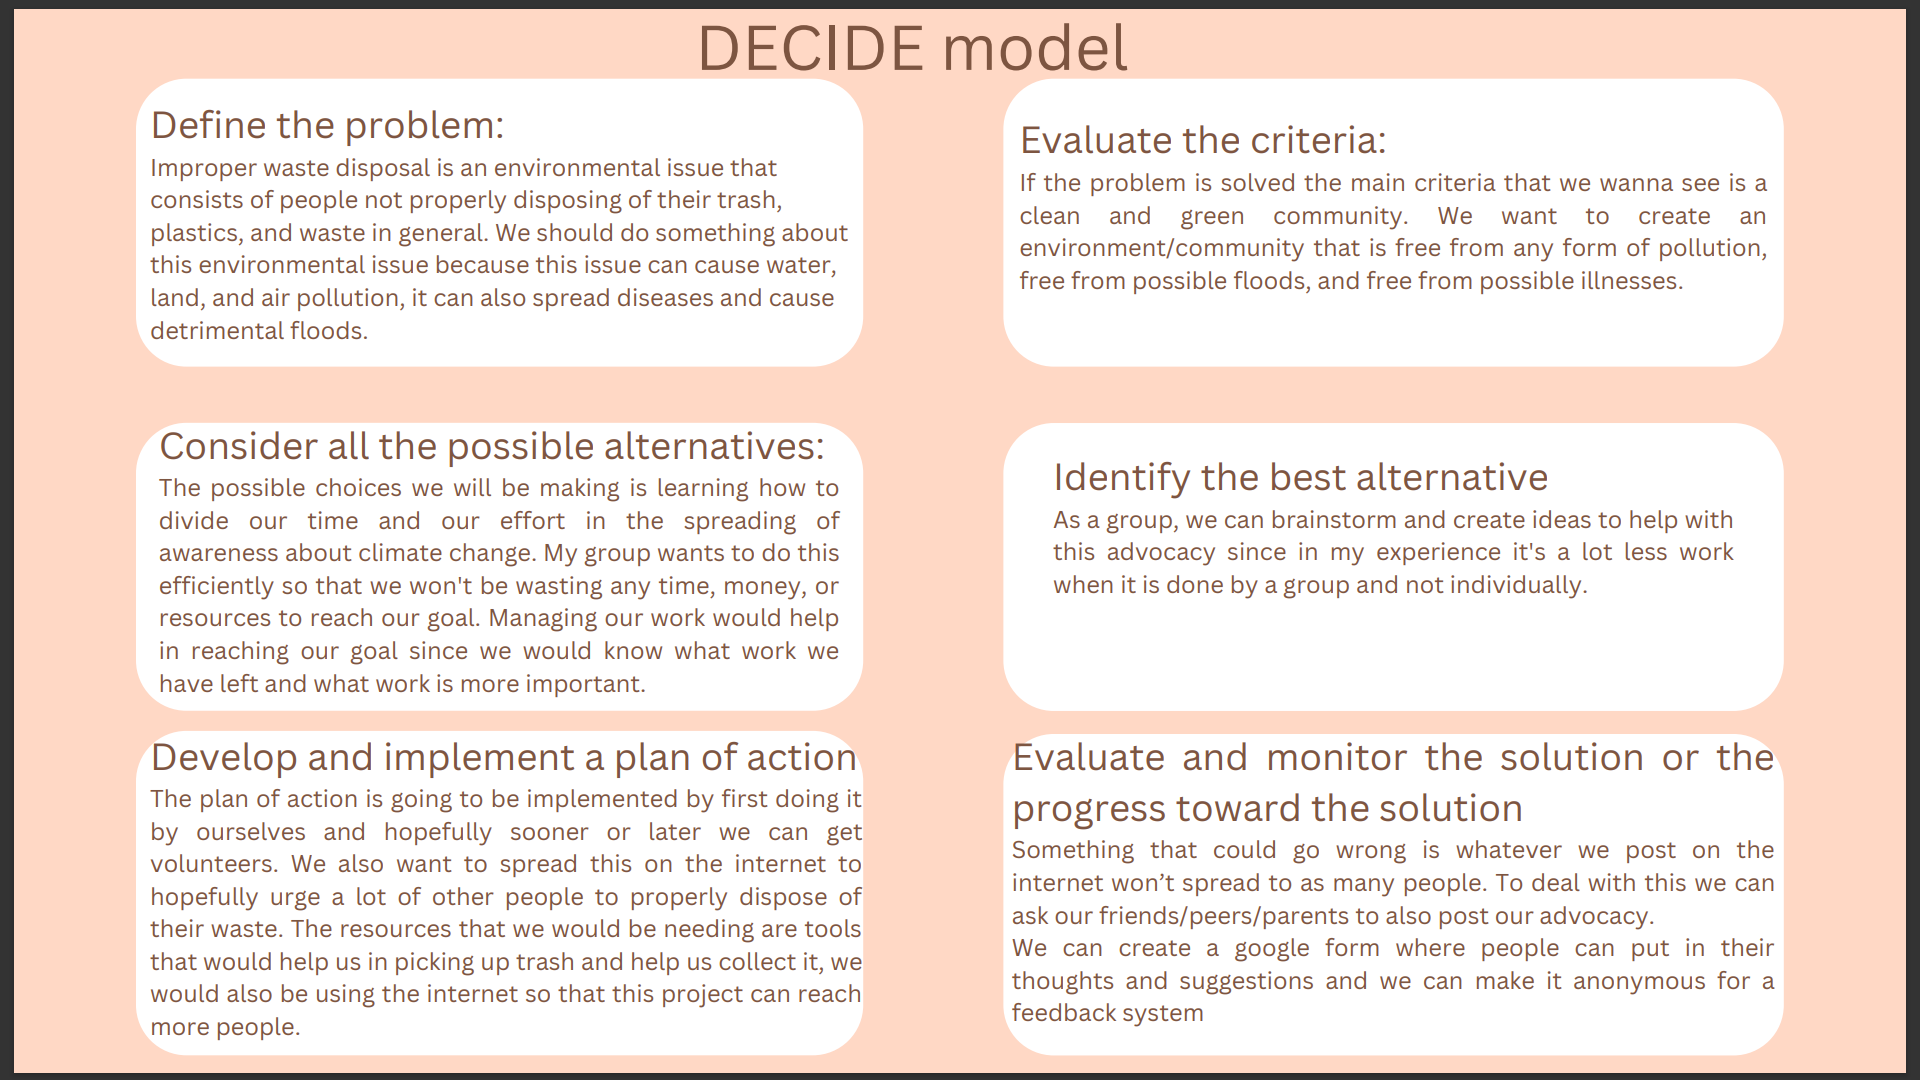 DECIDE model
Define the problem:
Improper waste disposal is an environmental issue that
consists of people not properly disposing of their trash,
plastics, and waste in general. We should do something about
this environmental issue because this issue can cause water,
land, and air pollution, it can also spread diseases and cause
detrimental floods.
Evaluate the criteria:
If the problem is solved the main criteria that we wanna see is a
clean and green community. We want to create an
environment/community that is free from any form of pollution,
free from possible floods, and free from possible illnesses.
Consider all the possible alternatives:
The possible choices we will be making is learning how to
divide our time and our effort in the spreading of
awareness about climate change. My group wants to do this
efficiently so that we won't be wasting any time, money, or
resources to reach our goal. Managing our work would help
in reaching our goal since we would know what work we
have left and what work is more important.
Identify the best alternative
As a group, we can brainstorm and create ideas to help with
this advocacy since in my experience it's a lot less work
when it is done by a group and not individually.
Develop and implement a plan of action
The plan of action is going to be implemented by first doing it
by ourselves and hopefully sooner or later we can get
volunteers. We also want to spread this on the internet to
hopefully urge a lot of other people to properly dispose of
their waste. The resources that we would be needing are tools
that would help us in picking up trash and help us collect it, we
would also be using the internet so that this project can reach
more people.
Evaluate and monitor the solution or the
progress toward the solution
Something that could go wrong is whatever we post on the
internet won’t spread to as many people. To deal with this we can
ask our friends/peers/parents to also post our advocacy.
We can create a google form where people can put in their
thoughts and suggestions and we can make it anonymous for a
feedback system